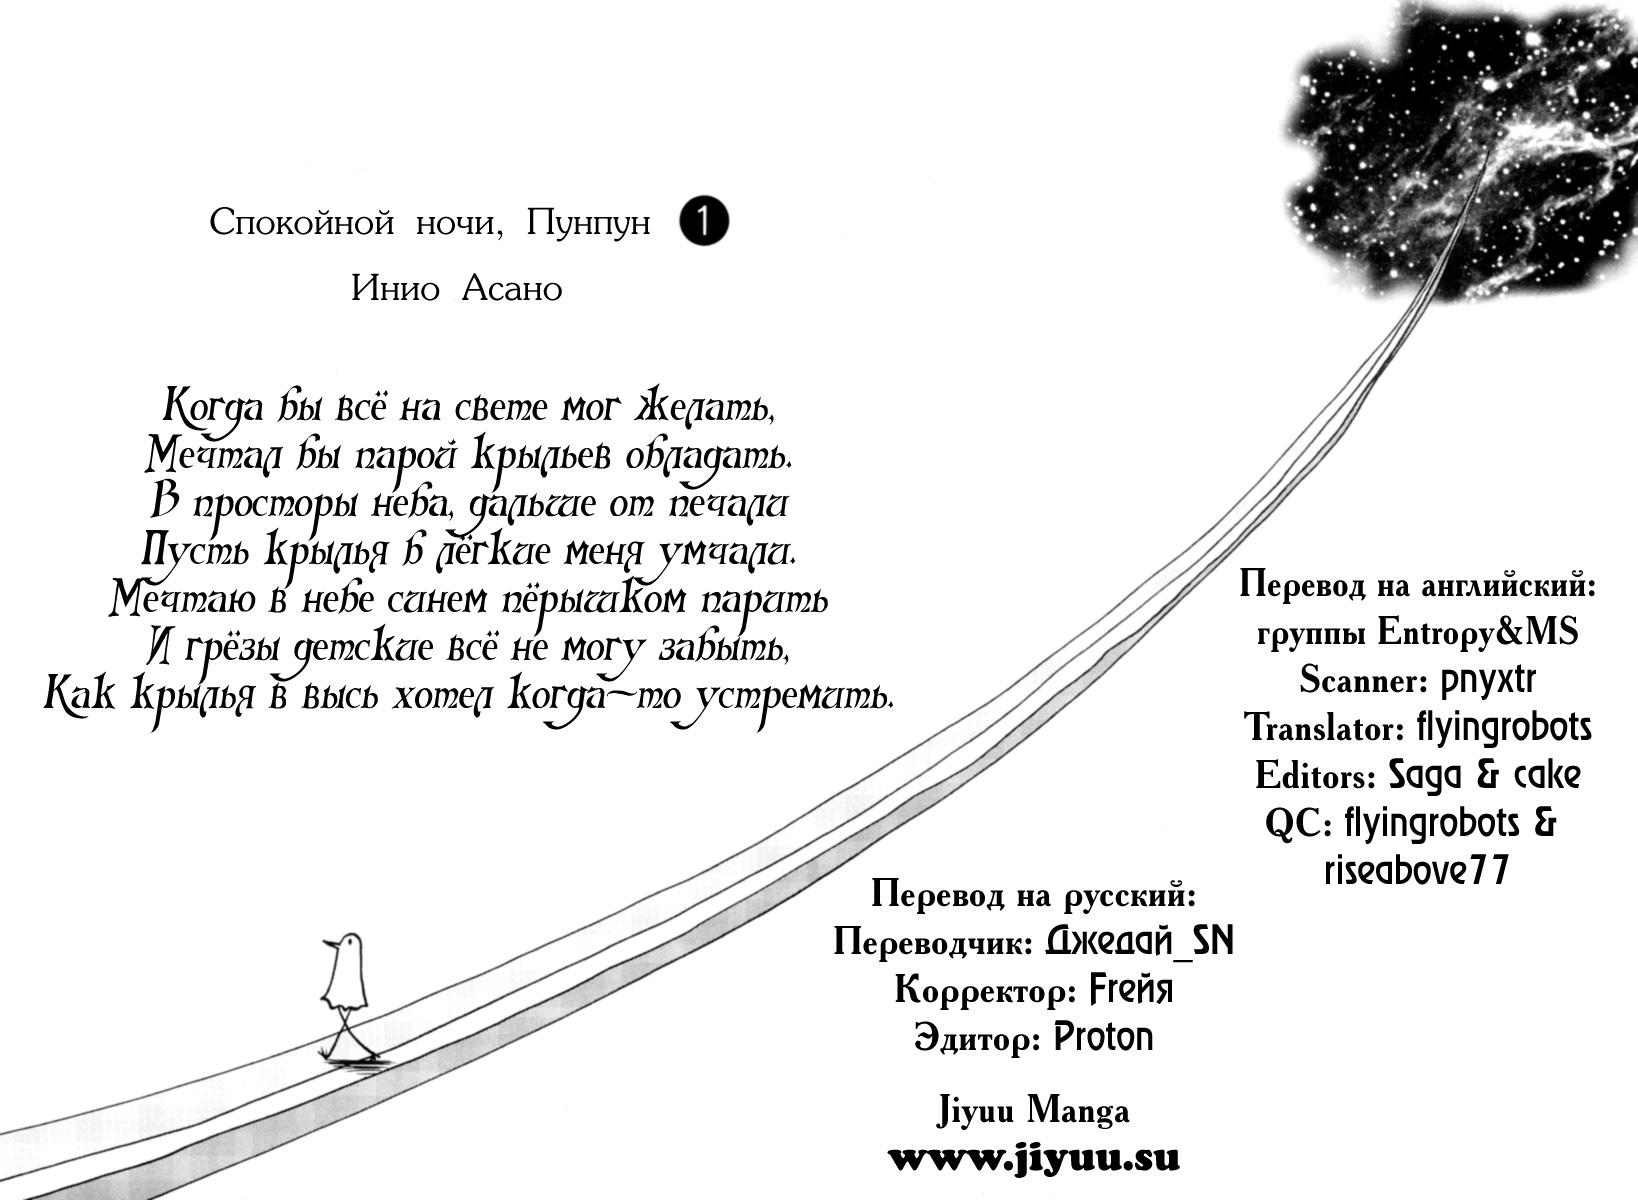 Спокойной ночи, Пунпун 1
Инио Асано
Когда бы всё на свете мог желать,
Мечтал бы парой крыльев обладать.
В просторы неба, дальше от печали
Пусть крылья б лёгкие меня умчали.
Мечтаю в небе синем пёрышком парить
И грёзы детские всё не могу забыть,
Как крылья в высь хотел когда-то устремить.
Перевод на английский:
группы Entropy&MS
Scanner: pnyxtr
Translator: flyingrobots
Editors: Saga & cake
QC: flyingrobots &
riseabove77
Перевод на русский:
Переводчик: Джедай_SN
Корректор: Frейя
Эдитор: Proton
Jiyuu Manga
www.jiyuu.su